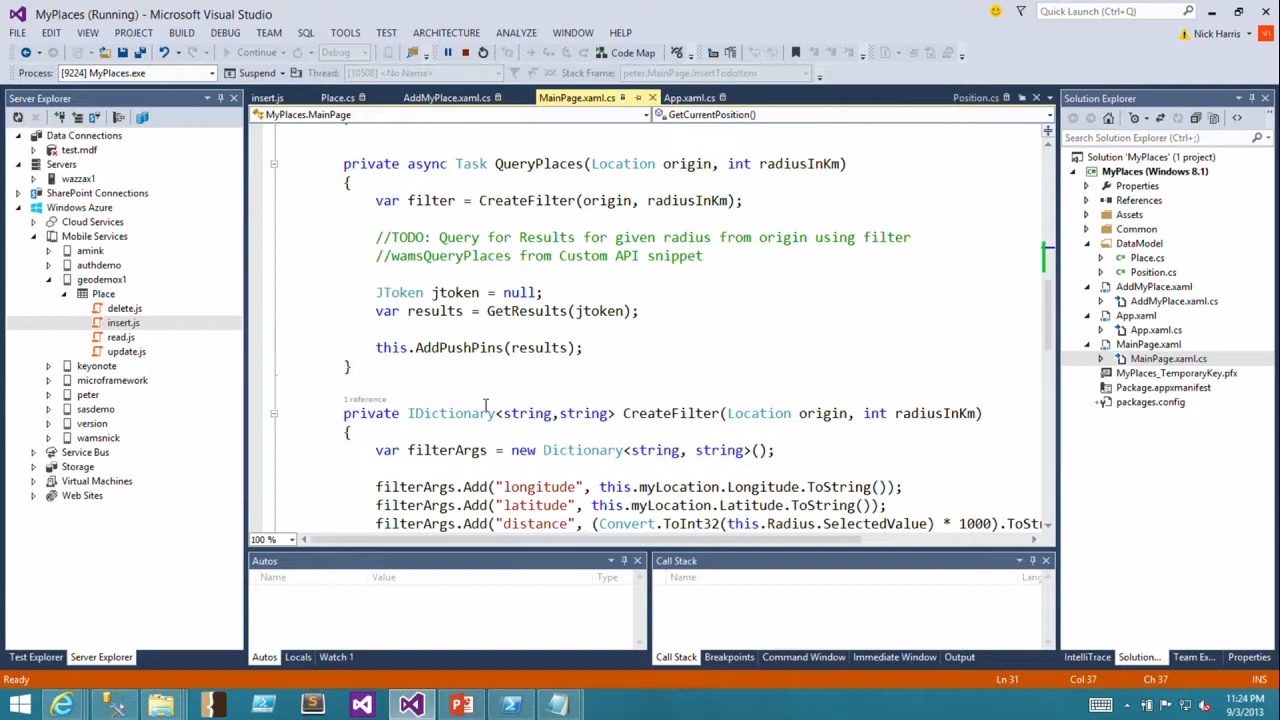 MyPlaces (Running) - Microsoft Visual Studio
Quick Launch (Ctrl+Q)
FILE EDIT VIEW PROJECT BUILD DEBUG TEAM SQL TOOLS TEST ARCHITECTURE ANALYZE WINDOW HELP
Nick Harris
Continue Debug Code Map
Process: [9224] MyPlaces.exe Suspend Thread: [10508] <No Name> Stack Frame: peter.MainPage.InsertTodoItem
Server Explorer
Data Connections
test.mdf
Servers
wazzax1
SharePoint Connections
Windows Azure
Cloud Services
Mobile Services
amink
authdemo
geodemox1
Place
delete.js
insert.js
read.js
update.js
keyonote
microframework
peter
sasdemo
version
wamsnick
Service Bus
Storage
Virtual Machines
Web Sites
Test Explorer Server Explorer
insert.js Place.cs AddMyPlace.xaml.cs MainPage.xaml.cs App.xaml.cs Position.cs
MyPlaces.MainPage GetCurrentPosition()
private async Task QueryPlaces(Location origin, int radiusInKm)
{
var filter = CreateFilter(origin, radiusInKm);
//TODO: Query for Results for given radius from origin using filter
//wamsQueryPlaces from Custom API snippet
JToken jtoken = null;
var results = GetResults(jtoken);
this.AddPushPins(results);
}
1 reference
private IDictionary<string,string> CreateFilter(Location origin, int radiusInKm)
{
var filterArgs = new Dictionary<string, string>();
filterArgs.Add("longitude", this.myLocation.Longitude.ToString());
filterArgs.Add("latitude", this.myLocation.Latitude.ToString());
filterArgs.Add("distance", (Convert.ToInt32(this.Radius.SelectedValue) * 1000).ToStr
100 %
Autos
Name Value Type
Autos Locals Watch 1
Call Stack
Name Lang
Call Stack Breakpoints Command Window Immediate Window Output
Solution Explorer
Search Solution Explorer (Ctrl+;)
Solution 'MyPlaces' (1 project)
MyPlaces (Windows 8.1)
Properties
References
Assets
Common
DataModel
Place.cs
Position.cs
AddMyPlace.xaml
AddMyPlace.xaml.cs
App.xaml
App.xaml.cs
MainPage.xaml
MainPage.xaml.cs
MyPlaces_TemporaryKey.pfx
Package.appxmanifest
packages.config
IntelliTrace Solution... Team Ex... Properties
Ready Ln 31 Col 37 Ch 37 INS
11:24 PM
9/3/2013